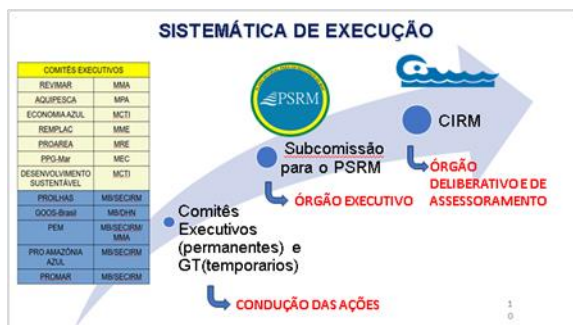 SISTEMÁTICA DE EXECUÇÃO
COMITÊS EXECUTIVOS
REVIMAR MMA
AQUIPESCA MPA
ECONOMIA AZUL MCTI
REMPLAC MME
PROAREA MRE
PPG-Mar MEC
DESENVOLVIMENTO
SUSTENTÁVEL MCTI
PROILHAS MB/SECIRM
GOOS-Brasil MB/DHN
PEM MB/SECIRM/
MMA
PRO AMAZÔNIA
AZUL MB/SECIRM
PROMAR MB/SECIRM
PSRM
CIRM
Subcomissão
para o PSRM
ÓRGÃO
DELIBERATIVO E DE
ASSESSORAMENTO
ÓRGÃO EXECUTIVO
Comitês
Executivos
(permanentes) e
GT(temporarios)
CONDUÇÃO DAS AÇÕES
1
0